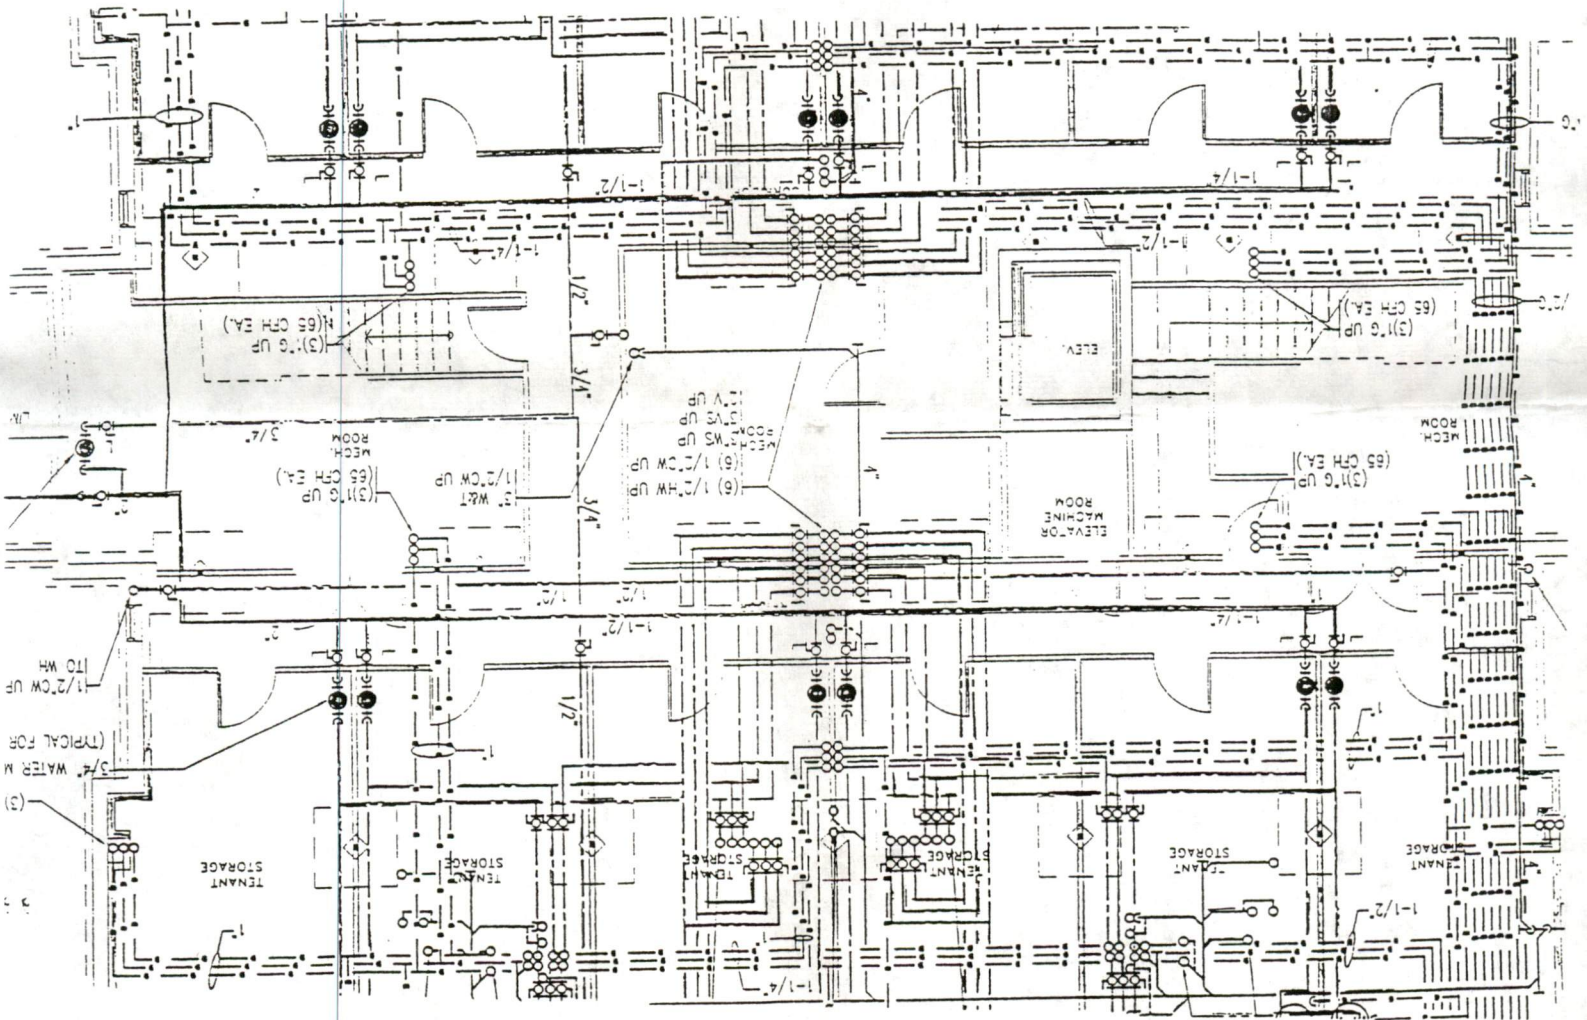 1"
4"
1-1/2"
1-1/4"
1-1/4"
1-1/2"
1/2"
(3)1"G UP
(65 CFH EA.)
(3)1"G UP
(65 CFH EA.)
/2"G
ELEV.
3/4"
3/4"
MECH.
ROOM
(3)1"G UP
(65 CFH EA.)
3" W&T
1/2"CW UP
3/4"
(6) 1/2"HW UP
(6) 1/2"CW UP
3"WS UP
3"VS UP
2"V UP
MECH.
ROOM
4"
ELEVATOR
MACHINE
ROOM
(3)1"G UP
(65 CFH EA.)
MECH.
ROOM
4"
2"
1/2"
1/2"
2"
1-1/2"
1-1/4"
1/2"CW UP
TO WH
1/2"
3/4" WATER M
(TYPICAL FOR
(3)
1"
1"
TENANT
STORAGE
TENANT
STORAGE
TENANT
STORAGE
TENANT
STORAGE
TENANT
STORAGE
TENANT
STORAGE
4"
1"
1-1/4"
1-1/2"